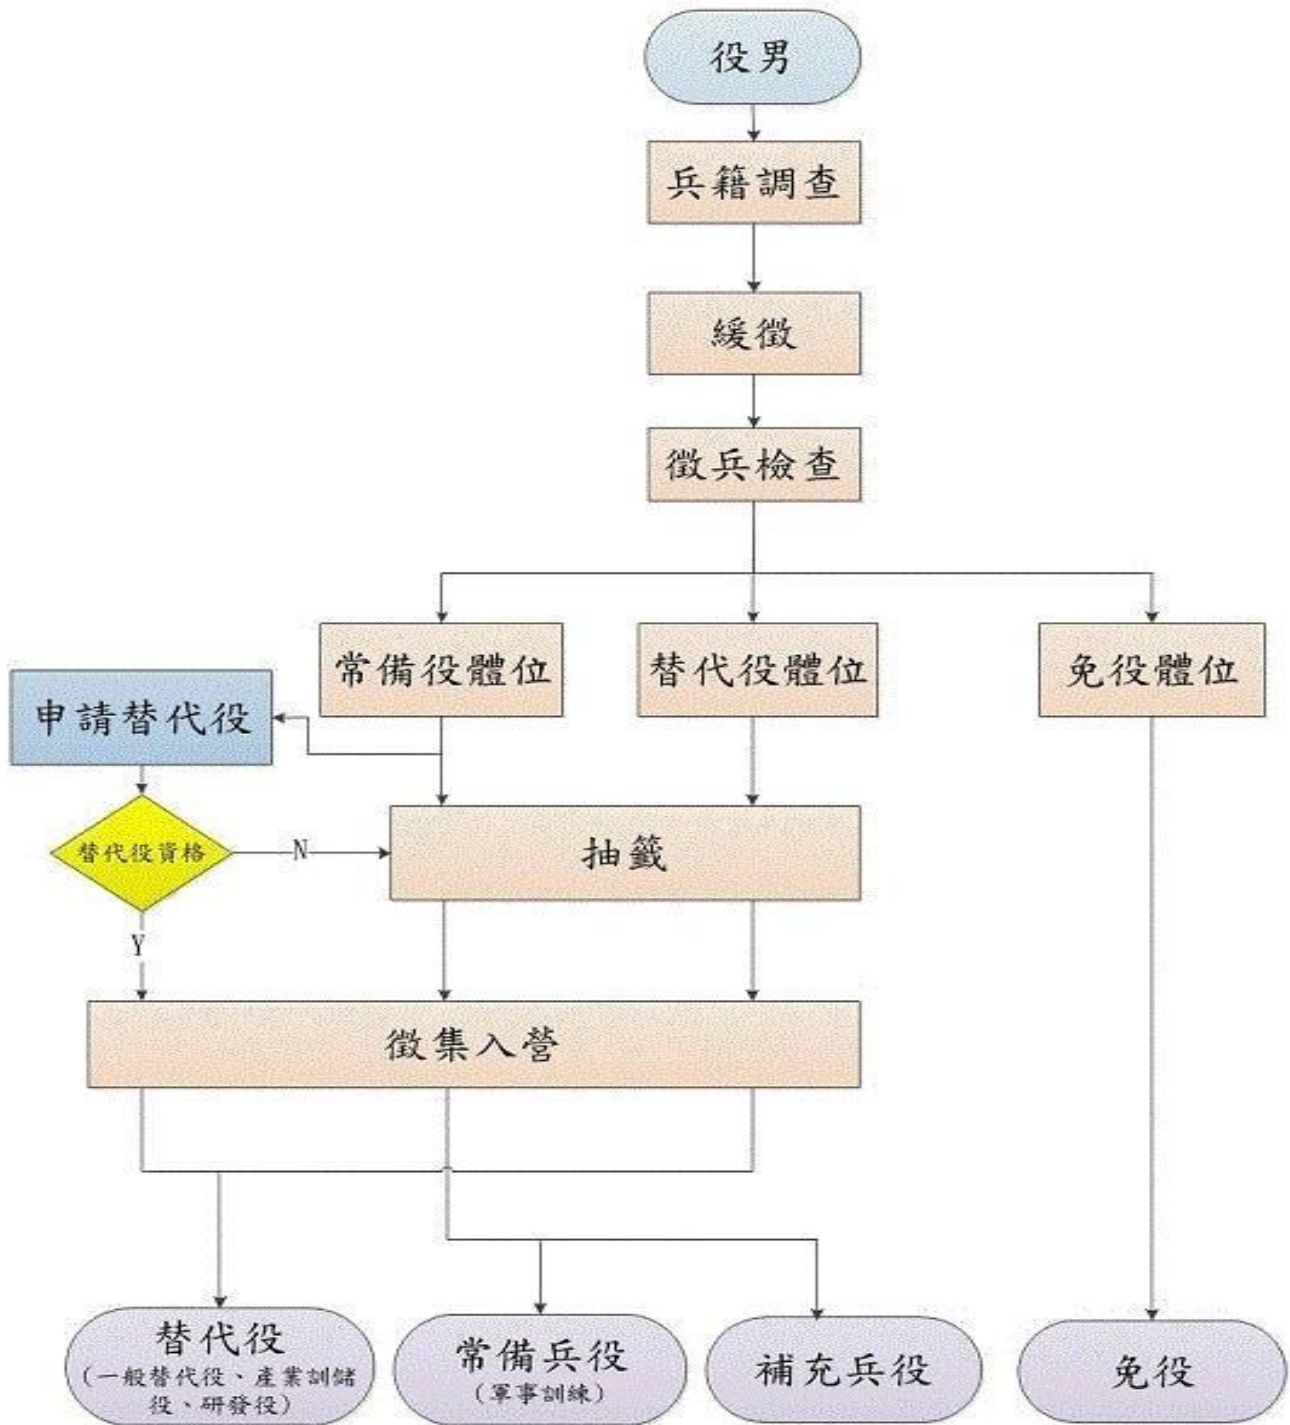 役男
兵籍調查
緩徵
徵兵檢查
常備役體位
替代役體位
免役體位
申請替代役
替代役資格
N
抽籤
Y
徵集入營
替代役
(一般替代役、產業訓儲
役、研發役)
常備兵役
(軍事訓練)
補充兵役
免役